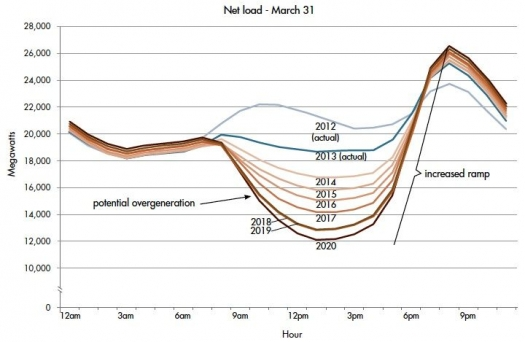 Net load - March 31
28,000
26,000
24,000
22,000
20,000
18,000
16,000
14,000
12,000
10,000
0
Megawatts
2012
(actual)
2013 (actual)
2014
2015
2016
2017
2018
2019
2020
potential overgeneration
increased ramp
12am
3am
6am
9am
12pm
3pm
6pm
9pm
Hour